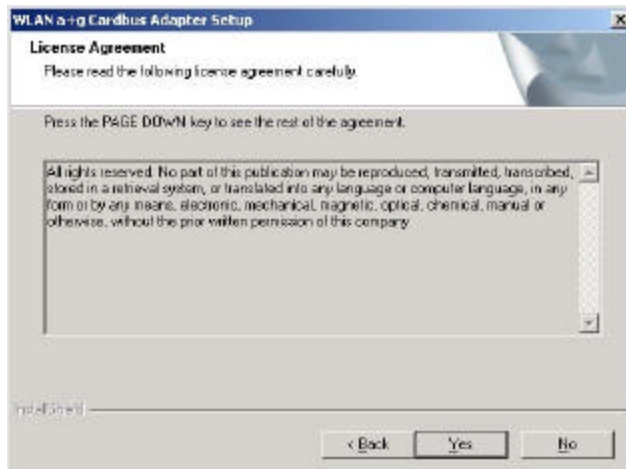 WLAN a+g Cardbus Adapter Setup
License Agreement
Please read the following license agreement carefully.
Press the PAGE DOWN key to see the rest of the agreement.
All rights reserved. No part of this publication may be reproduced, transmitted, transcribed,
stored in a retrieval system, or translated into any language or computer language, in any
form or by any means, electronic, mechanical, magnetic, optical, chemical, manual or
otherwise, without the prior written permission of this company
InstallShield
< Back
Yes
No